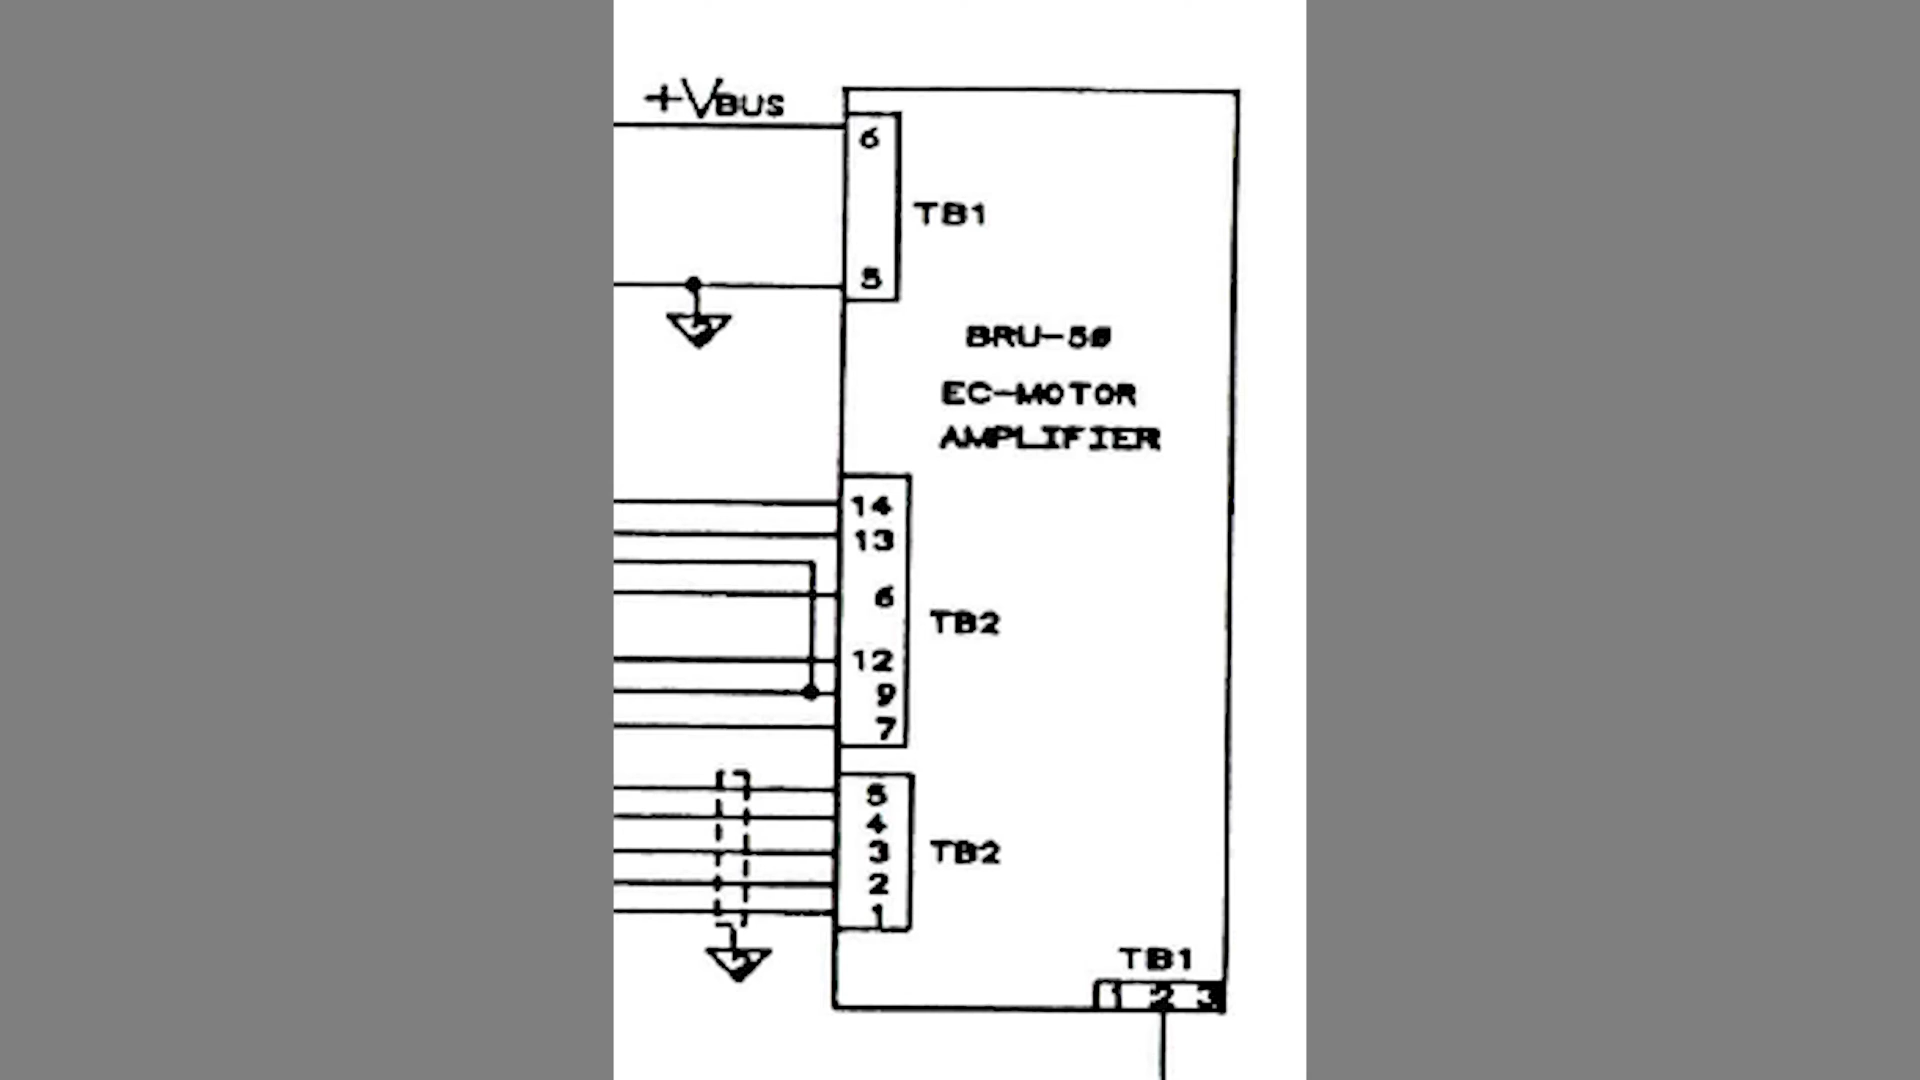 +VBUS
6
TB1
5
BRU-50
EC-MOTOR
AMPLIFIER
14
13
6
TB2
12
9
7
5
4
3
TB2
2
1
TB1
1 2 3